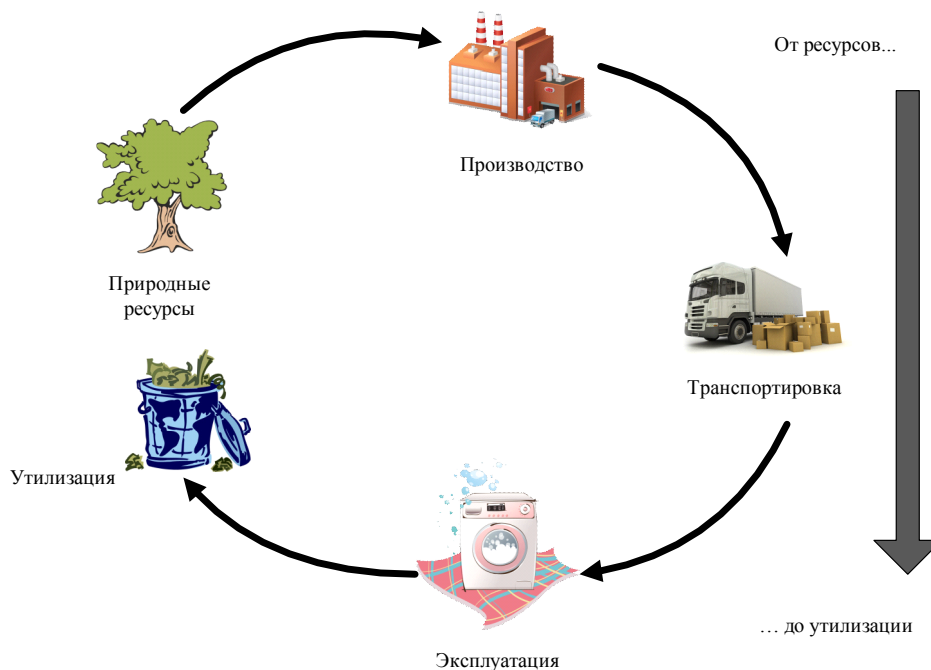 От ресурсов...
Производство
Природные
ресурсы
Транспортировка
Утилизация
… до утилизации
Эксплуатация